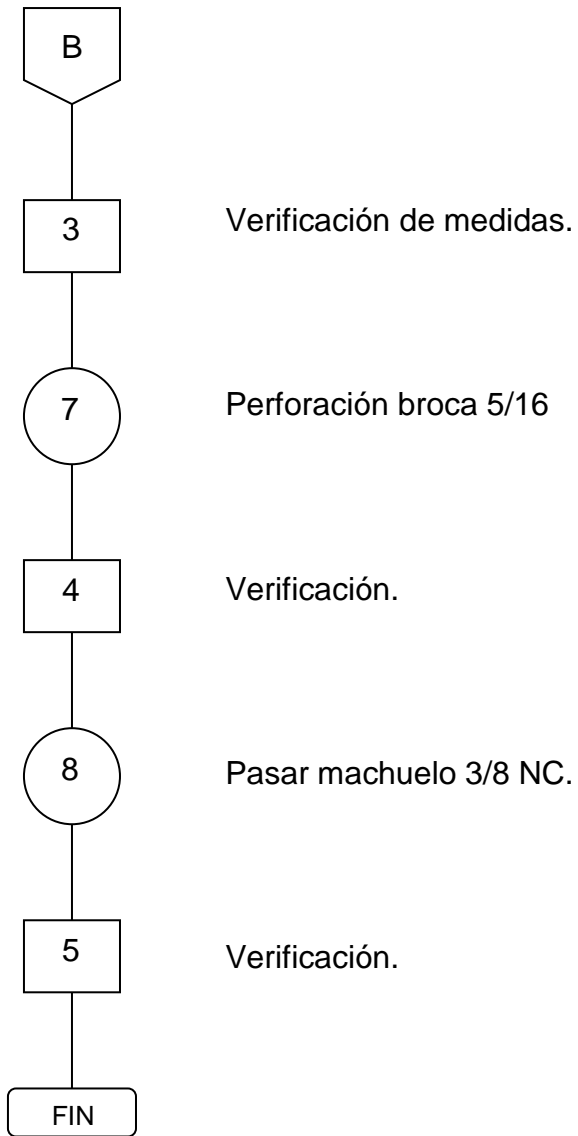 B
3 Verificación de medidas.
7 Perforación broca 5/16
4 Verificación.
8 Pasar machuelo 3/8 NC.
5 Verificación.
FIN